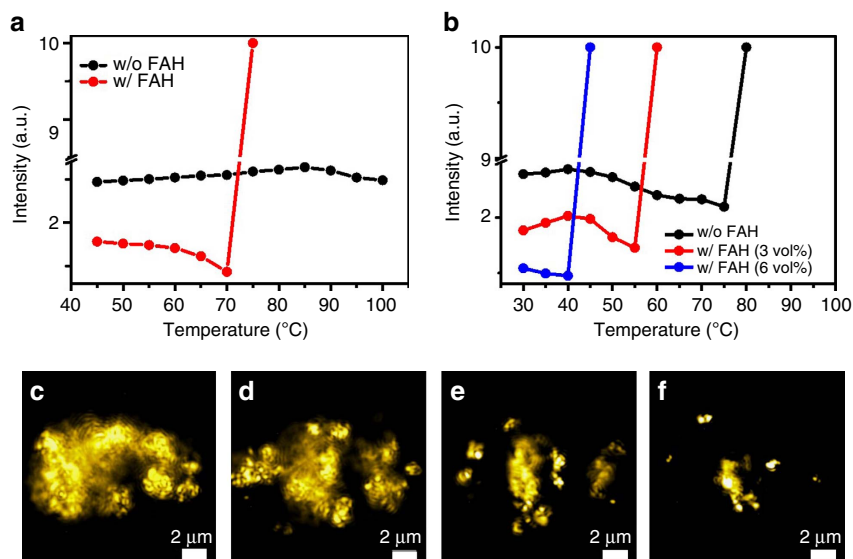 a
10
9
2
Intensity (a.u.)
w/o FAH
w/ FAH
40 50 60 70 80 90 100
Temperature (°C)
b
10
9
2
Intensity (a.u.)
w/o FAH
w/ FAH (3 vol%)
w/ FAH (6 vol%)
30 40 50 60 70 80 90 100
Temperature (°C)
c
2 μm
d
2 μm
e
2 μm
f
2 μm